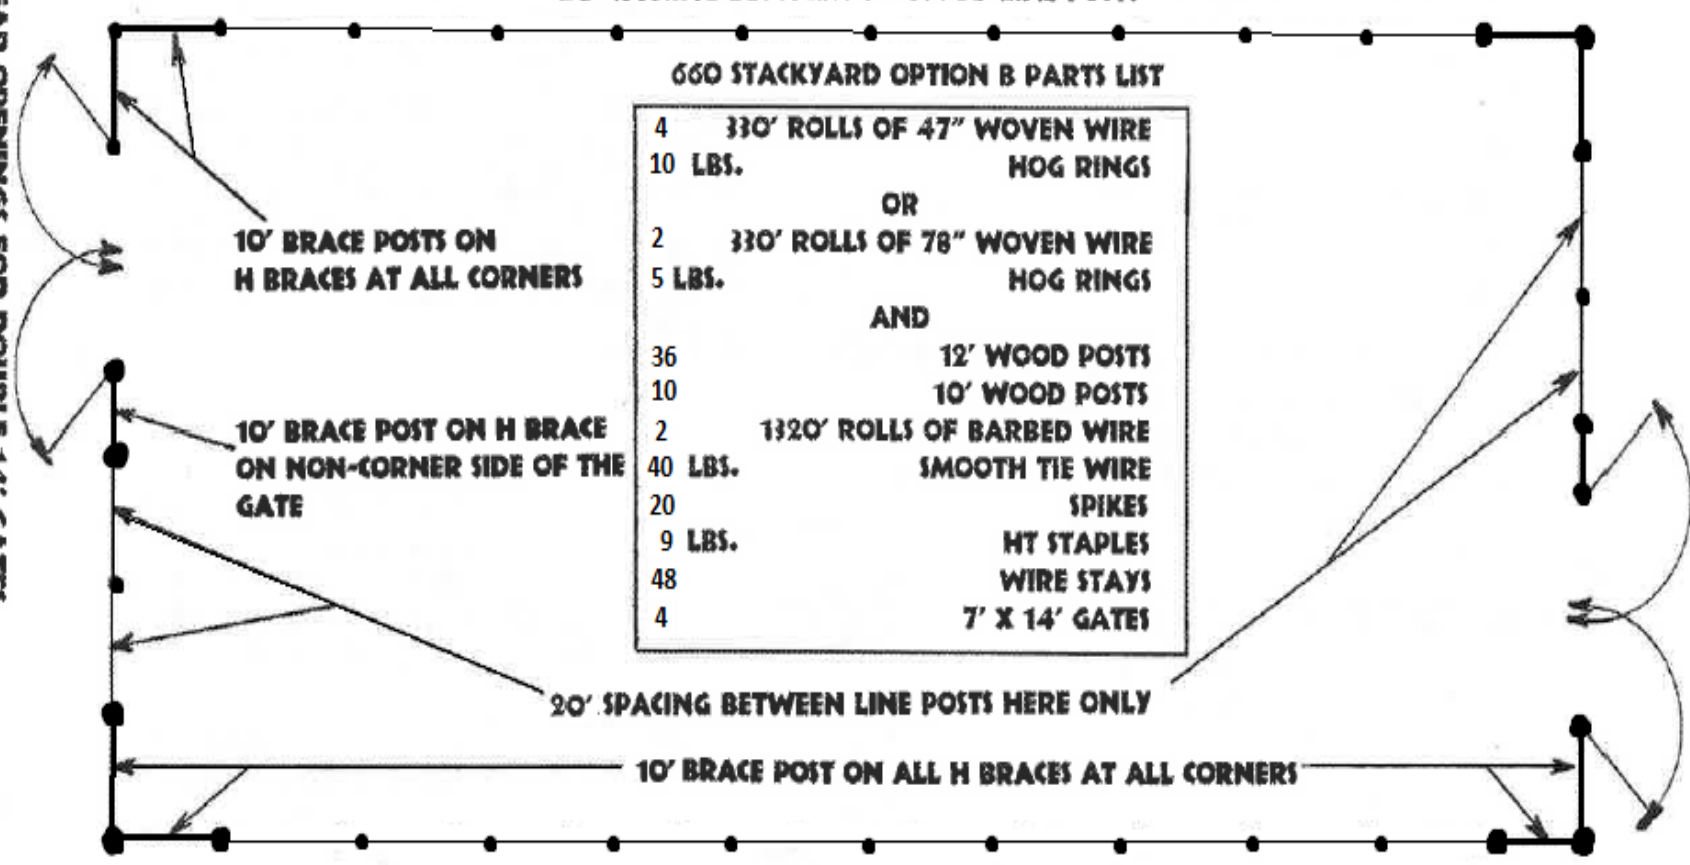 660 STACKYARD OPTION B PARTS LIST
4 330' ROLLS OF 47" WOVEN WIRE
10 LBS. HOG RINGS
OR
2 330' ROLLS OF 78" WOVEN WIRE
5 LBS. HOG RINGS
AND
36 12' WOOD POSTS
10 10' WOOD POSTS
2 1320' ROLLS OF BARBED WIRE
40 LBS. SMOOTH TIE WIRE
20 SPIKES
9 LBS. HT STAPLES
48 WIRE STAYS
4 7' X 14' GATES
10' BRACE POSTS ON
H BRACES AT ALL CORNERS
10' BRACE POST ON H BRACE
ON NON-CORNER SIDE OF THE
GATE
20' SPACING BETWEEN LINE POSTS HERE ONLY
10' BRACE POST ON ALL H BRACES AT ALL CORNERS